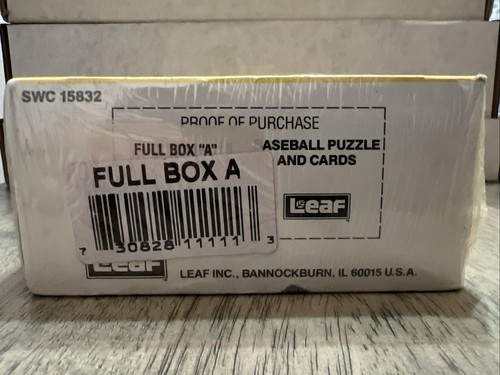 SWC 15832
PROOF OF PURCHASE
FULL BOX "A"
ASEBALL PUZZLE
AND CARDS
FULL BOX A
7 30828 11111 3
Leaf
Leaf
LEAF INC., BANNOCKBURN, IL 60015 U.S.A.